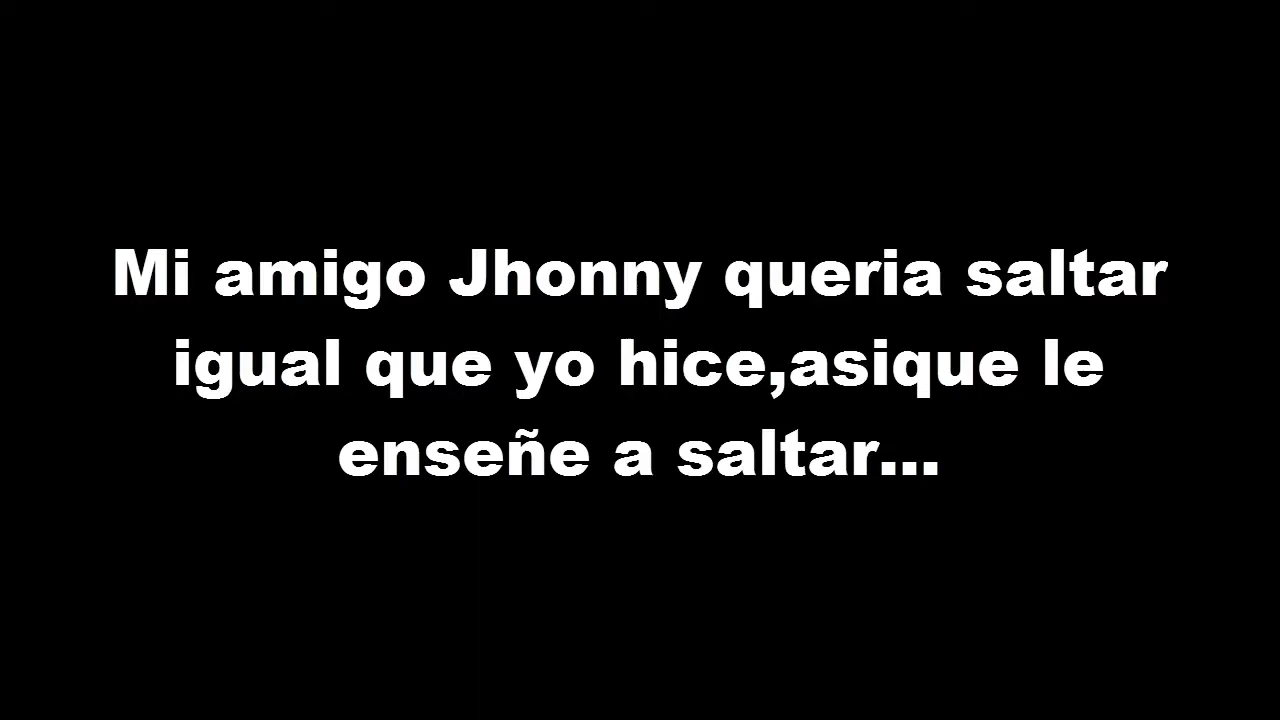 Mi amigo Jhonny queria saltar
igual que yo hice,asique le
enseñe a saltar...